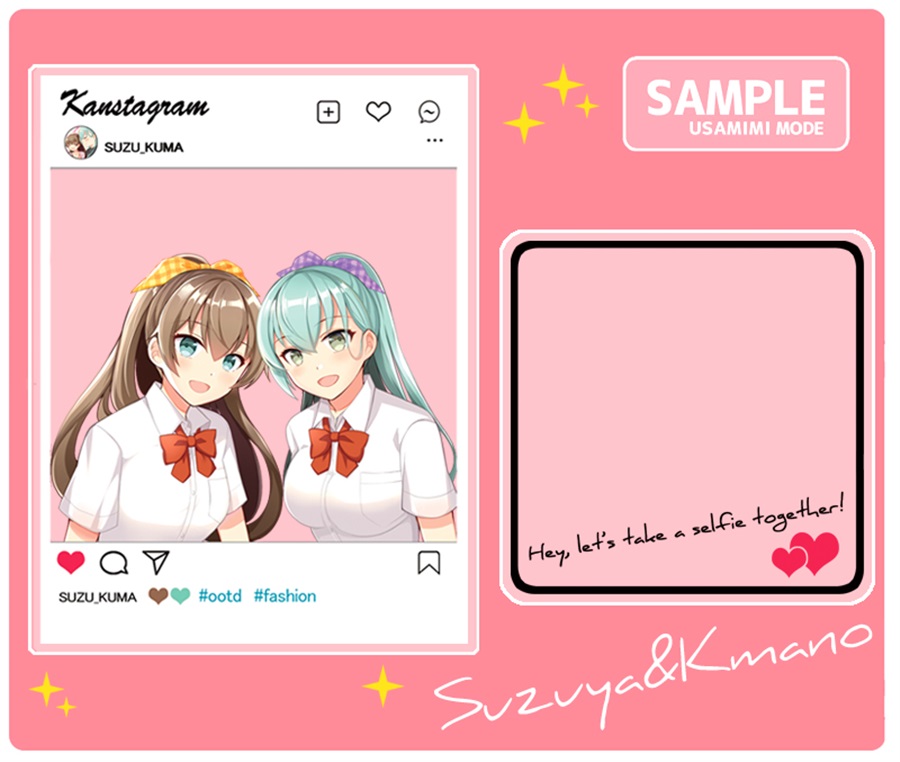 Kanstagram
SUZU_KUMA
SUZU_KUMA 🤎💚 #ootd #fashion
SAMPLE
USAMIMI MODE
Hey, let's take a selfie together!
Suzuya&Kmano